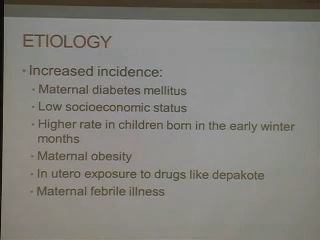 ETIOLOGY
• Increased incidence:
• Maternal diabetes mellitus
• Low socioeconomic status
• Higher rate in children born in the early winter
months
• Maternal obesity
• In utero exposure to drugs like depakote
• Maternal febrile illness